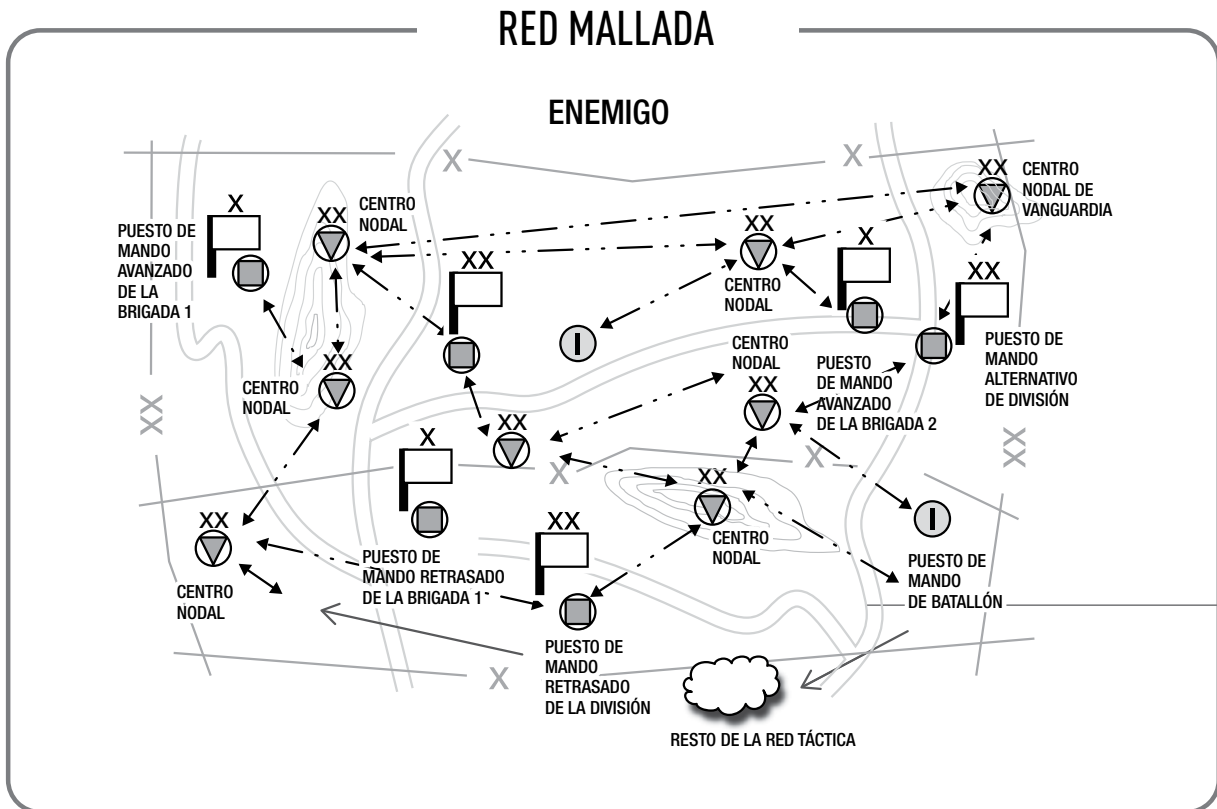 RED MALLADA
ENEMIGO
X
X
XX
CENTRO
NODAL DE
VANGUARDIA
X
PUESTO DE
MANDO
AVANZADO
DE LA
BRIGADA 1
XX
CENTRO
NODAL
XX
XX
CENTRO
NODAL
X
XX
PUESTO DE
MANDO
ALTERNATIVO
DE DIVISIÓN
I
CENTRO
NODAL
XX
PUESTO
DE MANDO
AVANZADO
DE LA BRIGADA 2
XX
CENTRO
NODAL
XX
XX
XX
X
X
X
PUESTO DE
MANDO RETRASADO
DE LA BRIGADA 1
XX
CENTRO
NODAL
XX
CENTRO
NODAL
I
PUESTO DE
MANDO
DE BATALLÓN
XX
PUESTO DE
MANDO
RETRASADO
DE LA DIVISIÓN
X
RESTO DE LA RED TÁCTICA